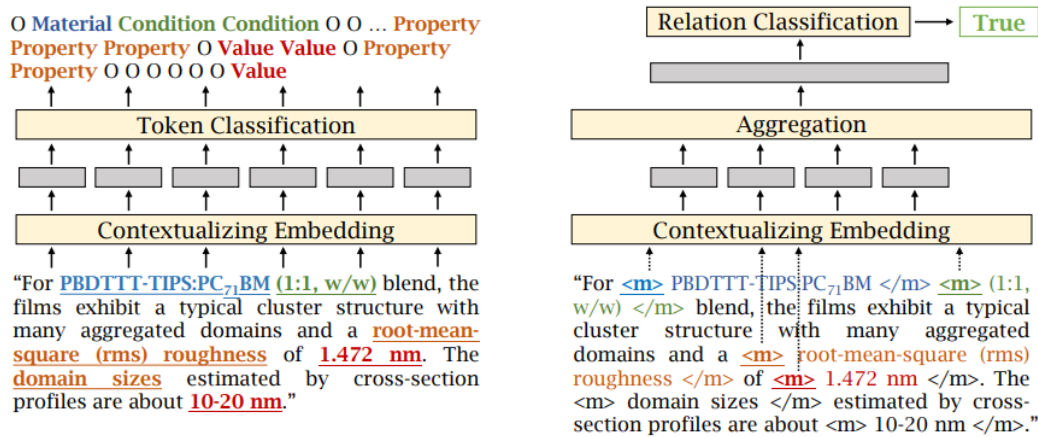 O Material Condition Condition O O ... Property
Property Property O Value Value O Property
Property O O O O O O Value
Token Classification
Contextualizing Embedding
“For PBDTTT-TIPS:PC71BM (1:1, w/w) blend, the
films exhibit a typical cluster structure with
many aggregated domains and a root-mean-
square (rms) roughness of 1.472 nm. The
domain sizes estimated by cross-section
profiles are about 10-20 nm.”
Relation Classification
True
Aggregation
Contextualizing Embedding
“For <m> PBDTTT-TIPS:PC71BM </m> <m> (1:1,
w/w) </m> blend, the films exhibit a typical
cluster structure with many aggregated
domains and a <m> root-mean-square (rms)
roughness </m> of <m> 1.472 nm </m>. The
<m> domain sizes </m> estimated by cross-
section profiles are about <m> 10-20 nm </m>.”